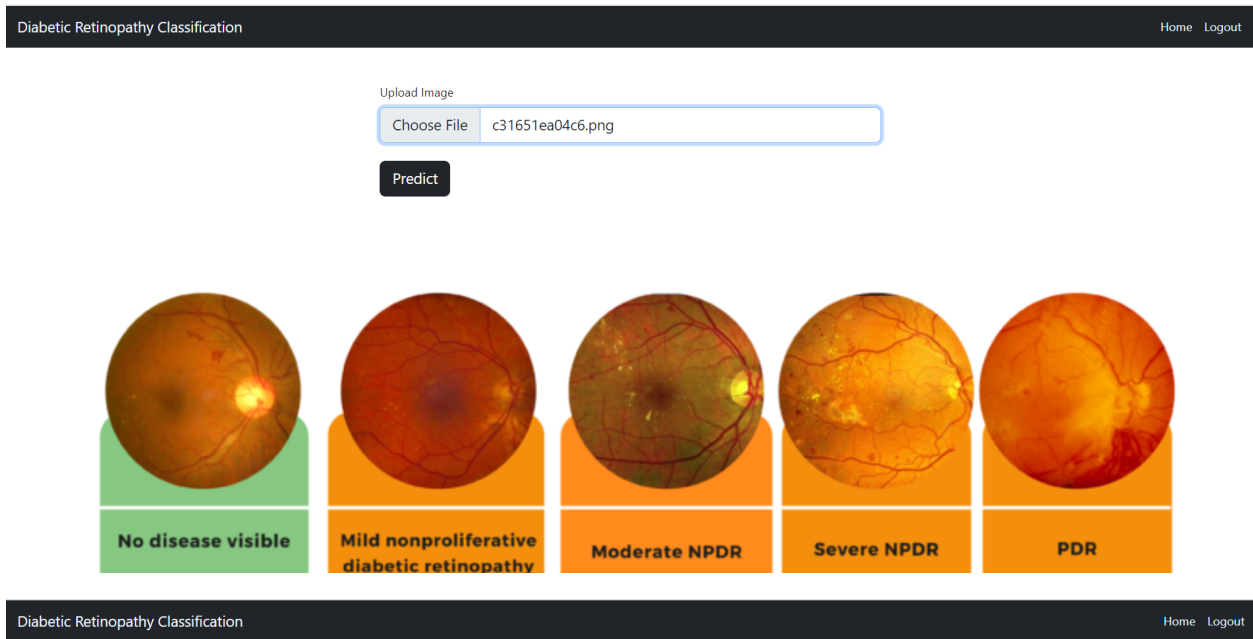 Diabetic Retinopathy Classification
Home Logout
Upload Image
Choose File c31651ea04c6.png
Predict
No disease visible
Mild nonproliferative
diabetic retinopathy
Moderate NPDR
Severe NPDR
PDR
Diabetic Retinopathy Classification
Home Logout